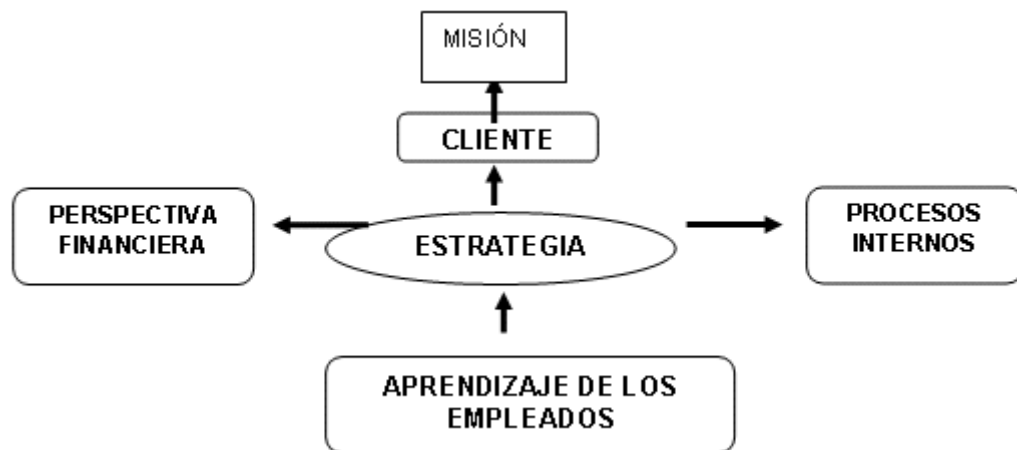 MISIÓN
CLIENTE
PERSPECTIVA
FINANCIERA
ESTRATEGIA
PROCESOS
INTERNOS
APRENDIZAJE DE LOS
EMPLEADOS